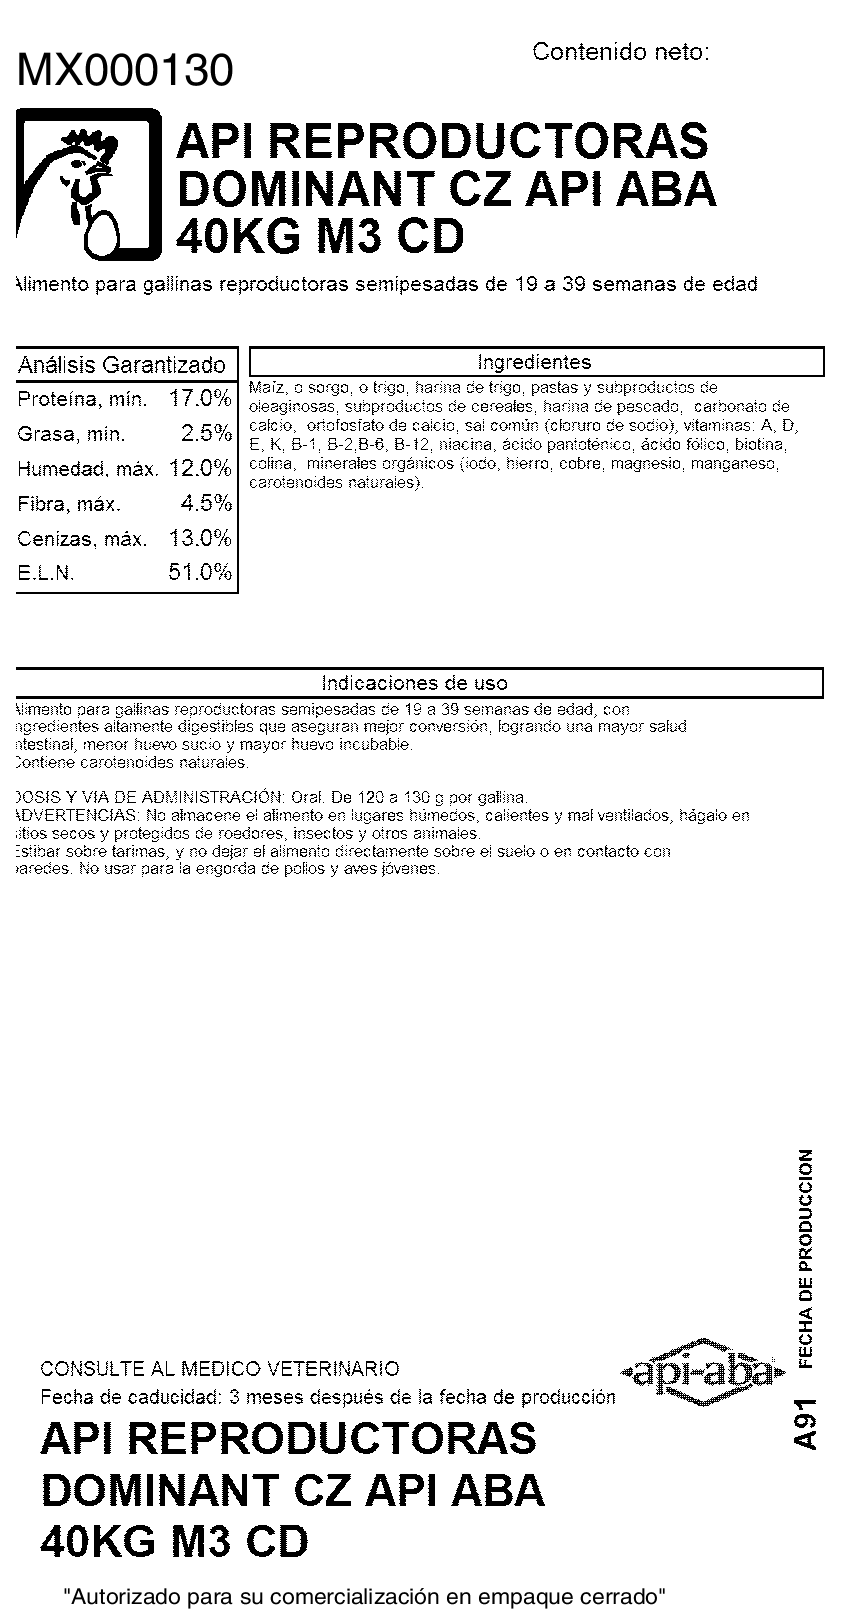 Contenido neto:
MX000130
API REPRODUCTORAS
DOMINANT CZ API ABA
40KG M3 CD
Alimento para gallinas reproductoras semipesadas de 19 a 39 semanas de edad
Análisis Garantizado
Proteína, mín. 17.0%
Grasa, mín. 2.5%
Humedad, máx. 12.0%
Fibra, máx. 4.5%
Cenizas, máx. 13.0%
E.L.N. 51.0%
Ingredientes
Maíz, o sorgo, o trigo, harina de trigo, pastas y subproductos de
oleaginosas, subproductos de cereales, harina de pescado, carbonato de
calcio, ortofosfato de calcio, sal común (cloruro de sodio), vitaminas: A, D,
E, K, B-1, B-2,B-6, B-12, niacina, ácido pantoténico, ácido fólico, biotina,
colina, minerales orgánicos (iodo, hierro, cobre, magnesio, manganeso,
carotenoides naturales).
Indicaciones de uso
Alimento para gallinas reproductoras semipesadas de 19 a 39 semanas de edad, con
ngredientes altamente digestibles que aseguran mejor conversión, logrando una mayor salud
ntestinal, menor huevo sucio y mayor huevo incubable.
Contiene carotenoides naturales.
DOSIS Y VIA DE ADMINISTRACIÓN: Oral. De 120 a 130 g por gallina.
ADVERTENCIAS: No almacene el alimento en lugares húmedos, calientes y mal ventilados, hágalo en
sitios secos y protegidos de roedores, insectos y otros animales.
Estibar sobre tarimas, y no dejar el alimento directamente sobre el suelo o en contacto con
paredes. No usar para la engorda de pollos y aves jóvenes.
FECHA DE PRODUCCION
A91
CONSULTE AL MEDICO VETERINARIO
api-aba
Fecha de caducidad: 3 meses después de la fecha de producción
API REPRODUCTORAS
DOMINANT CZ API ABA
40KG M3 CD
"Autorizado para su comercialización en empaque cerrado"